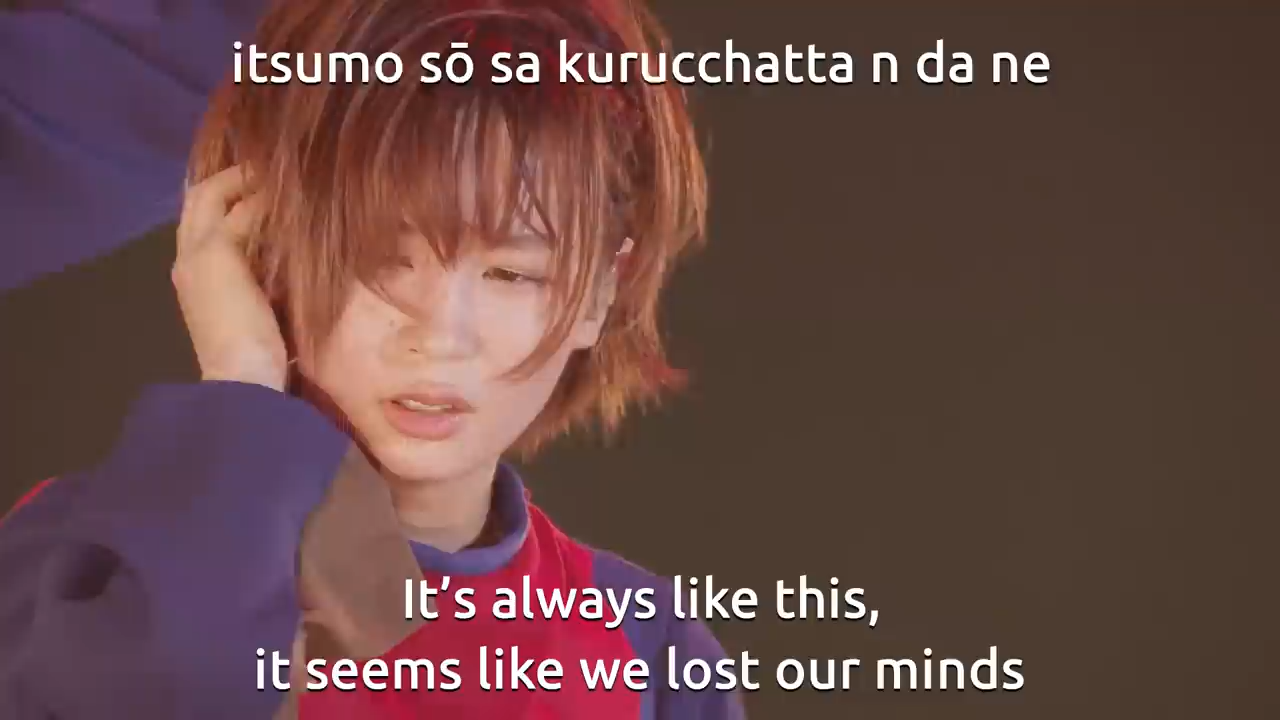 itsumo sō sa kurucchatta n da ne
It’s always like this,
it seems like we lost our minds